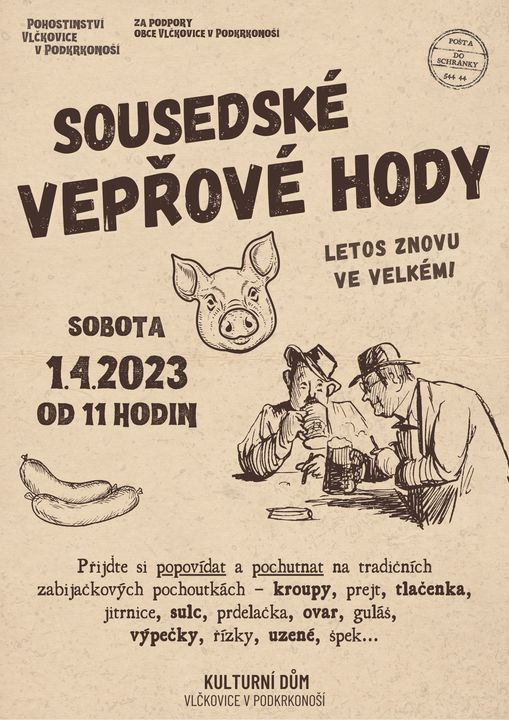 POHOSTINSTVÍ
VLČKOVICE
V PODKRKONOŠÍ
ZA PODPORY
OBCE VLČKOVICE V PODKRKONOŠÍ
POŠTA
DO
SCHRÁNKY
544 44
SOUSEDSKÉ
VEPŘOVÉ HODY
LETOS ZNOVU
VE VELKÉM!
SOBOTA
1.4.2023
OD 11 HODIN
Přijďte si popovídat a pochutnat na tradičních
zabijačkových pochoutkách – kroupy, prejt, tlačenka,
jitrnice, sulc, prdelačka, ovar, guláš,
výpečky, řízky, uzené, špek...
KULTURNÍ DŮM
VLČKOVICE V PODKRKONOŠÍ